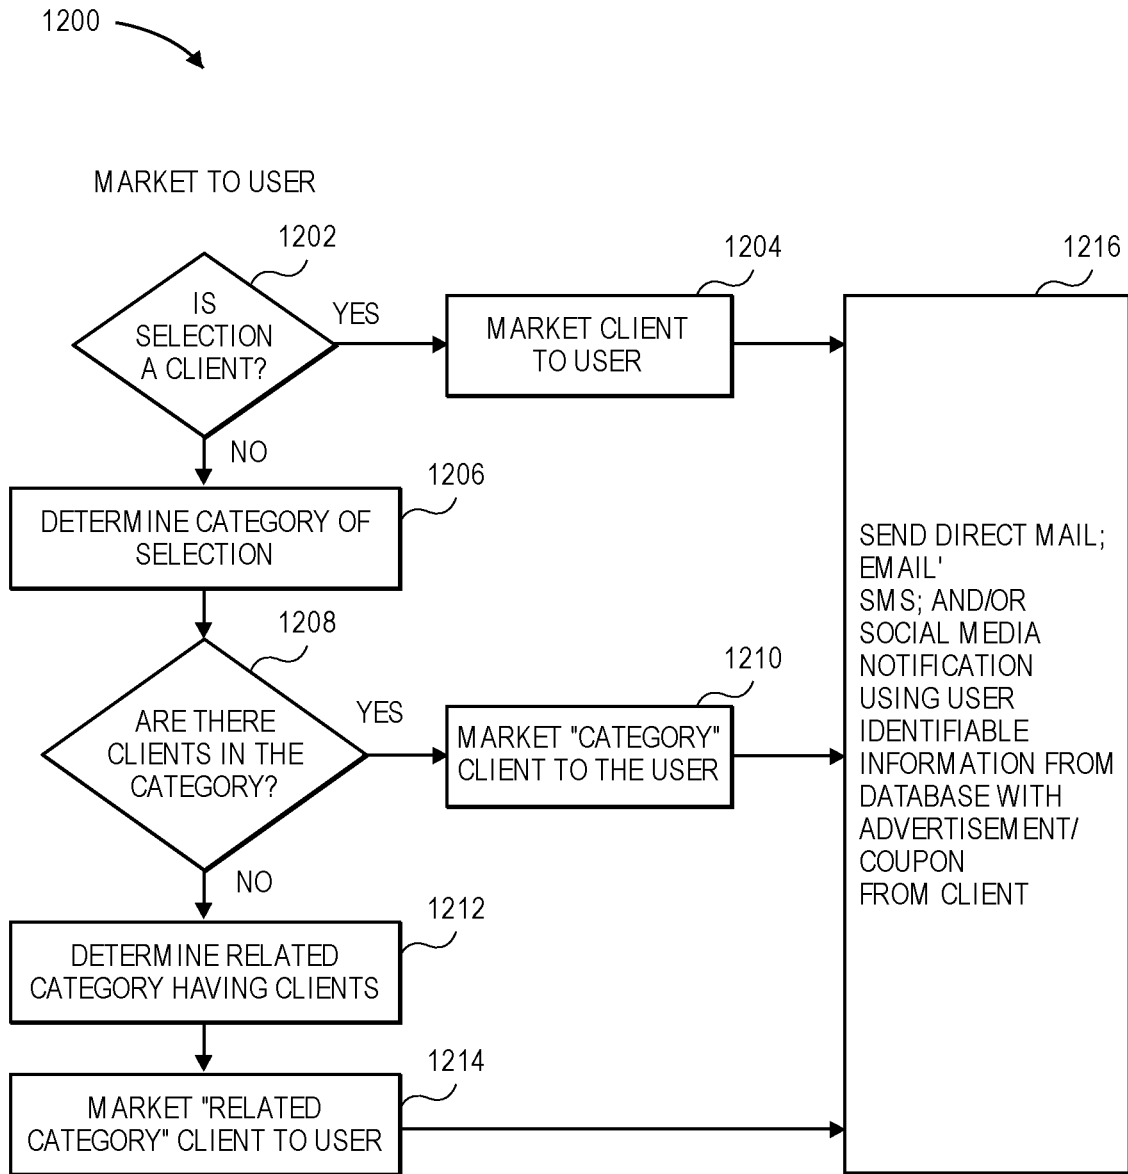 1200
MARKET TO USER
1202
IS
SELECTION
A CLIENT?
YES
NO
1204
MARKET CLIENT
TO USER
1206
DETERMINE CATEGORY OF
SELECTION
1208
ARE THERE
CLIENTS IN THE
CATEGORY?
YES
NO
1210
MARKET "CATEGORY"
CLIENT TO THE USER
1212
DETERMINE RELATED
CATEGORY HAVING CLIENTS
1214
MARKET "RELATED
CATEGORY" CLIENT TO USER
1216
SEND DIRECT MAIL;
EMAIL'
SMS; AND/OR
SOCIAL MEDIA
NOTIFICATION
USING USER
IDENTIFIABLE
INFORMATION FROM
DATABASE WITH
ADVERTISEMENT/
COUPON
FROM CLIENT